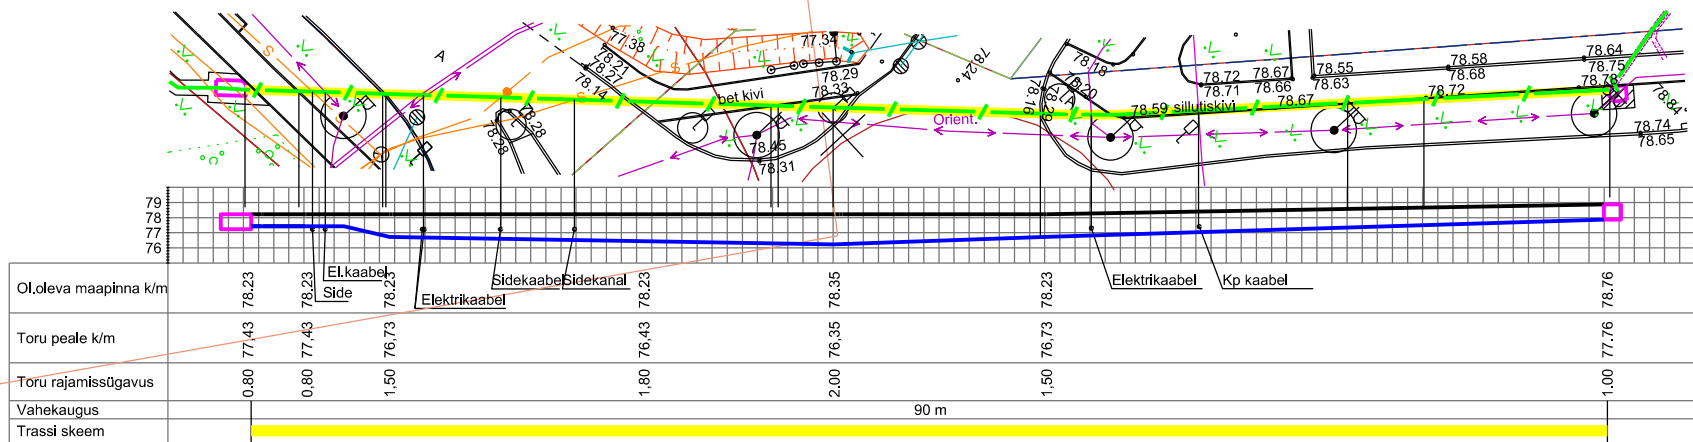 77.38
77.34
A
S
S
78.21
78.27
78.14
78.29
78.33
78.24
78.18
78.20
78.16
78.29
78.72
78.71
78.67
78.66
78.55
78.63
78.58
78.68
78.64
78.75
78.78
78.84
78.74
78.65
bet kivi
78.59 sillutiskivi
78.67
78.72
Orient.
78.28
78.28
78.45
78.31
79
78
77
76
El.kaabel
Side
Elektrikaabel
Sidekaabel
Sidekanal
Elektrikaabel
Kp kaabel
Ol.oleva maapinna k/m 78.23 78.23 78.23 78.23 78.35 78.23 78.76
Toru peale k/m 77,43 77,43 76,73 76,43 76,35 76,73 77.76
Toru rajamissügavus 0.80 0,80 1,50 1,80 2.00 1,50 1.00
Vahekaugus 90 m
Trassi skeem